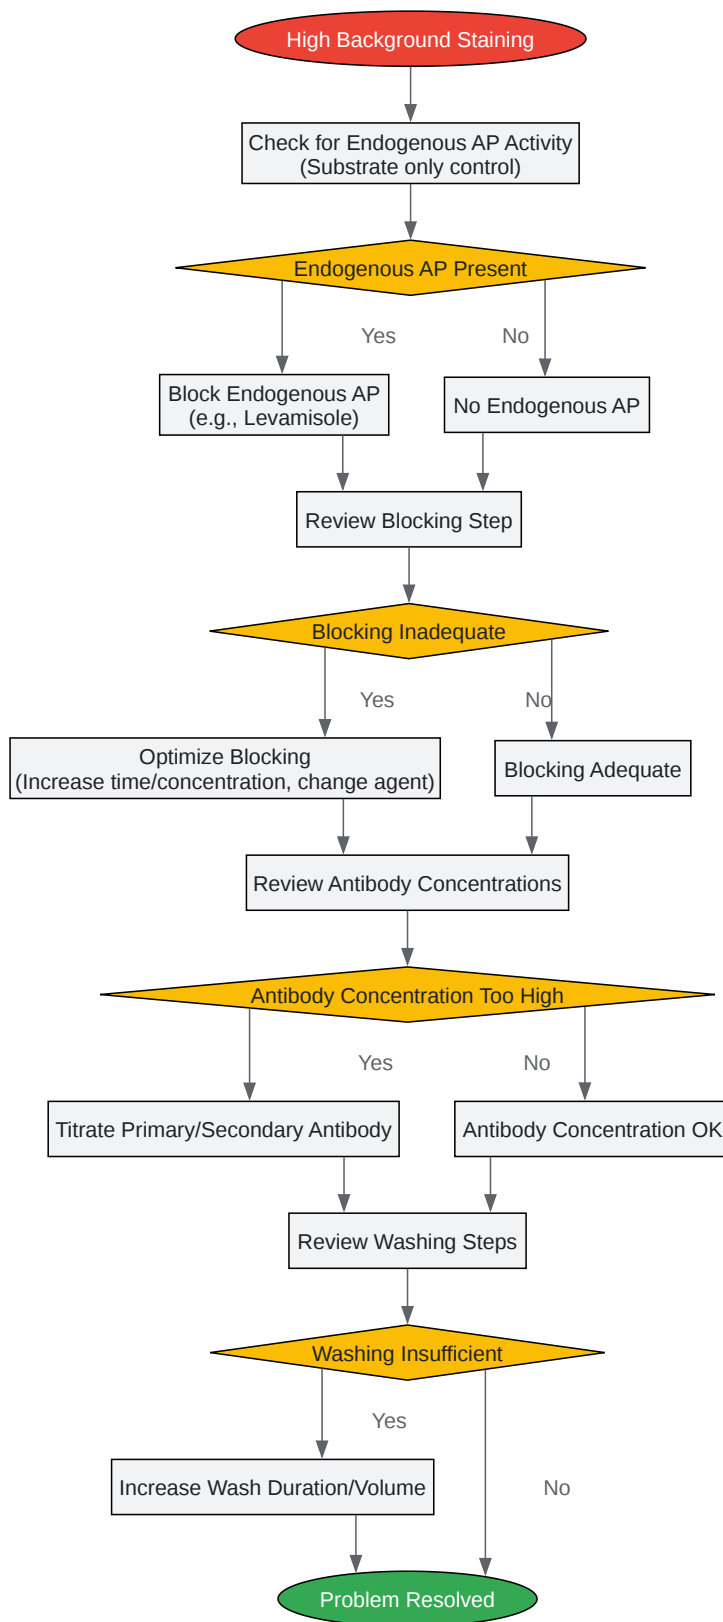 High Background Staining
Check for Endogenous AP Activity
(Substrate only control)
Endogenous AP Present
Yes
No
Block Endogenous AP
(e.g., Levamisole)
No Endogenous AP
Review Blocking Step
Blocking Inadequate
Yes
No
Optimize Blocking
(Increase time/concentration, change agent)
Blocking Adequate
Review Antibody Concentrations
Antibody Concentration Too High
Yes
No
Titrate Primary/Secondary Antibody
Antibody Concentration OK
Review Washing Steps
Washing Insufficient
Yes
Increase Wash Duration/Volume
No
Problem Resolved